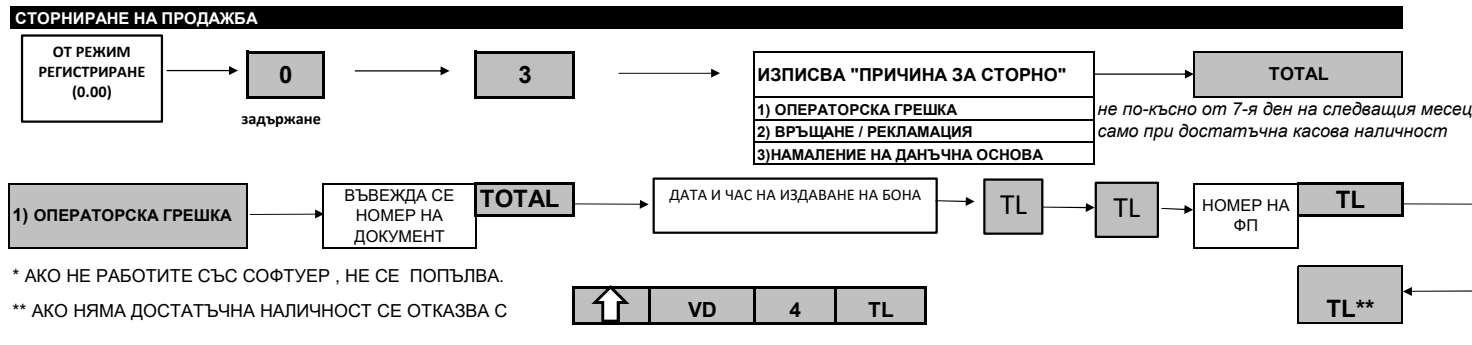 СТОРНИРАНЕ НА ПРОДАЖБА
ОТ РЕЖИМ
РЕГИСТРИРАНЕ
(0.00)
0
задържане
3
ИЗПИСВА "ПРИЧИНА ЗА СТОРНО"
1) ОПЕРАТОРСКА ГРЕШКА
2) ВРЪЩАНЕ / РЕКЛАМАЦИЯ
3)НАМАЛЕНИЕ НА ДАНЪЧНА ОСНОВА
TOTAL
не по-късно от 7-я ден на следващия месец
само при достатъчна касова наличност
1) ОПЕРАТОРСКА ГРЕШКА
ВЪВЕЖДА СЕ
НОМЕР НА
ДОКУМЕНТ
TOTAL
ДАТА И ЧАС НА ИЗДАВАНЕ НА БОНА
TL
TL
НОМЕР НА
ФП
TL
* АКО НЕ РАБОТИТЕ СЪС СОФТУЕР , НЕ СЕ ПОПЪЛВА.
** АКО НЯМА ДОСТАТЪЧНА НАЛИЧНОСТ СЕ ОТКАЗВА С
VD 4 TL
TL**